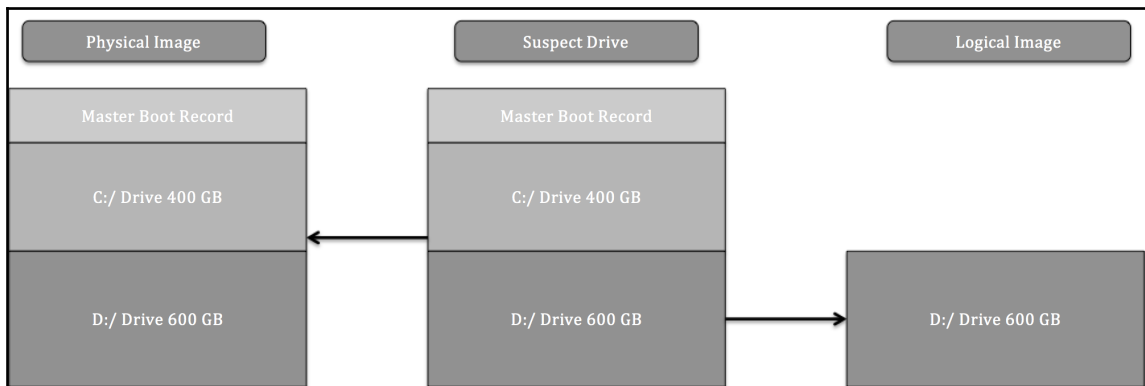 Physical Image
Suspect Drive
Logical Image
Master Boot Record
Master Boot Record
C:/ Drive 400 GB
C:/ Drive 400 GB
D:/ Drive 600 GB
D:/ Drive 600 GB
D:/ Drive 600 GB